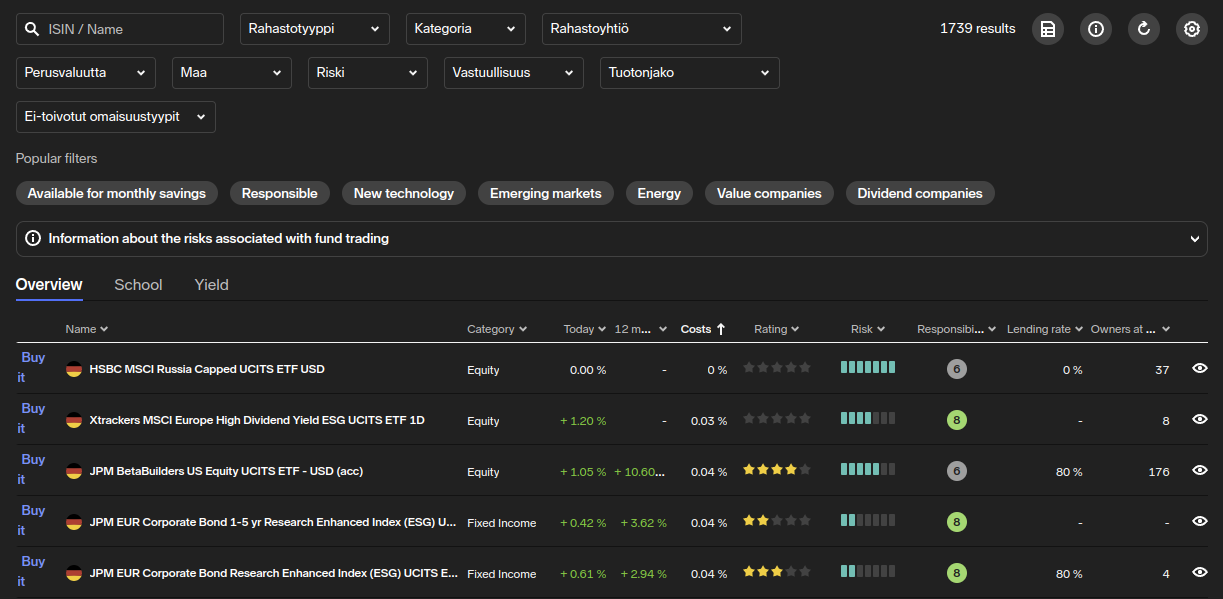 ISIN / Name
Rahastotyyppi
Kategoria
Rahastoyhtiö
1739 results
Perusvaluutta
Maa
Riski
Vastuullisuus
Tuotonjako
Ei-toivotut omaisuustyypit
Popular filters
Available for monthly savings
Responsible
New technology
Emerging markets
Energy
Value companies
Dividend companies
Information about the risks associated with fund trading
Overview School Yield
Name Category Today 12 m... Costs Rating Risk Responsibi... Lending rate Owners at ...
Buy it HSBC MSCI Russia Capped UCITS ETF USD Equity 0.00 % - 0 % 6 0 % 37
Buy it Xtrackers MSCI Europe High Dividend Yield ESG UCITS ETF 1D Equity + 1.20 % - 0.03 % 8 - 8
Buy it JPM BetaBuilders US Equity UCITS ETF - USD (acc) Equity + 1.05 % + 10.60... 0.04 % 6 80 % 176
Buy it JPM EUR Corporate Bond 1-5 yr Research Enhanced Index (ESG) U... Fixed Income + 0.42 % + 3.62 % 0.04 % 8 - -
Buy it JPM EUR Corporate Bond Research Enhanced Index (ESG) UCITS E... Fixed Income + 0.61 % + 2.94 % 0.04 % 8 80 % 4